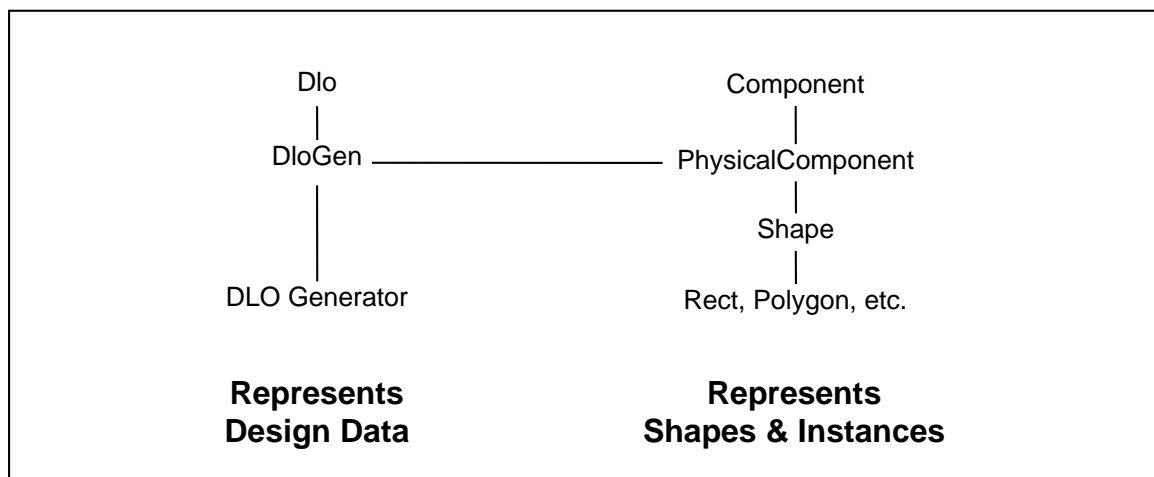 Dlo
Component
DloGen
PhysicalComponent
Shape
DLO Generator
Rect, Polygon, etc.
Represents
Design Data
Represents
Shapes & Instances